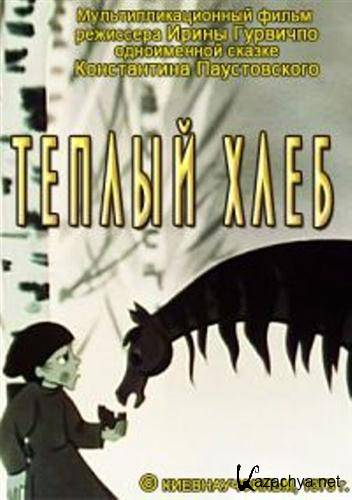 Мультипликационный фильм
режиссера Ирины Гурвичпо
одноименной сказке
Константина Паустовского
ТЕПЛЫЙ ХЛЕБ
©
kazachya.net